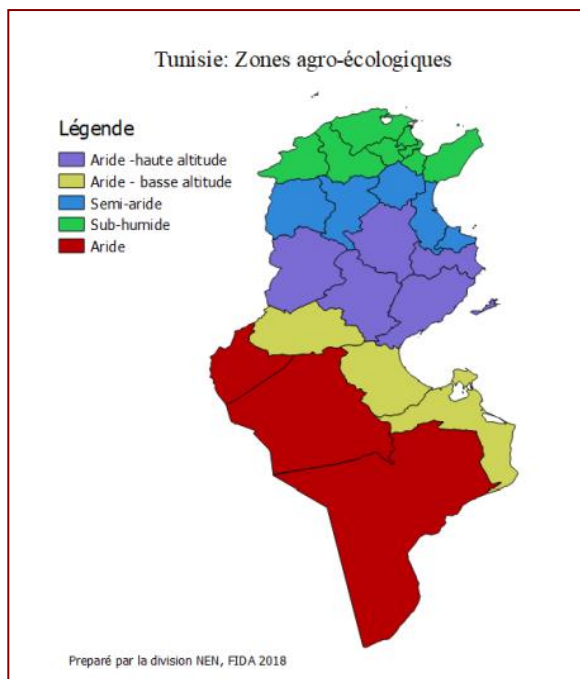 Tunisie: Zones agro-écologiques
Légende
Aride -haute altitude
Aride - basse altitude
Semi-aride
Sub-humide
Aride
Preparé par la division NEN, FIDA 2018